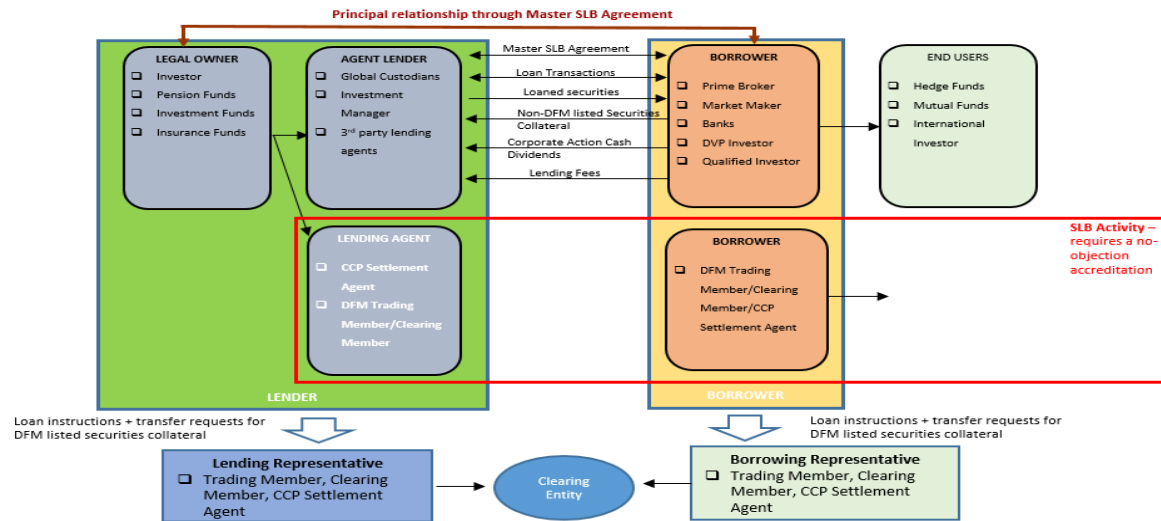 Principal relationship through Master SLB Agreement
LEGAL OWNER
Investor
Pension Funds
Investment Funds
Insurance Funds
AGENT LENDER
Global Custodians
Investment
Manager
3rd party lending
agents
Master SLB Agreement
Loan Transactions
Loaned securities
Non-DFM listed Securities
Collateral
Corporate Action Cash
Dividends
Lending Fees
BORROWER
Prime Broker
Market Maker
Banks
DVP Investor
Qualified Investor
END USERS
Hedge Funds
Mutual Funds
International
Investor
LENDING AGENT
CCP Settlement
Agent
DFM Trading
Member/Clearing
Member
BORROWER
DFM Trading
Member/Clearing
Member/CCP
Settlement Agent
SLB Activity –
requires a no-
objection
accreditation
LENDER
BORROWER
Loan instructions + transfer requests for
DFM listed securities collateral
Loan instructions + transfer requests for
DFM listed securities collateral
Lending Representative
Trading Member, Clearing
Member, CCP Settlement
Agent
Clearing
Entity
Borrowing Representative
Trading Member, Clearing
Member, CCP Settlement
Agent